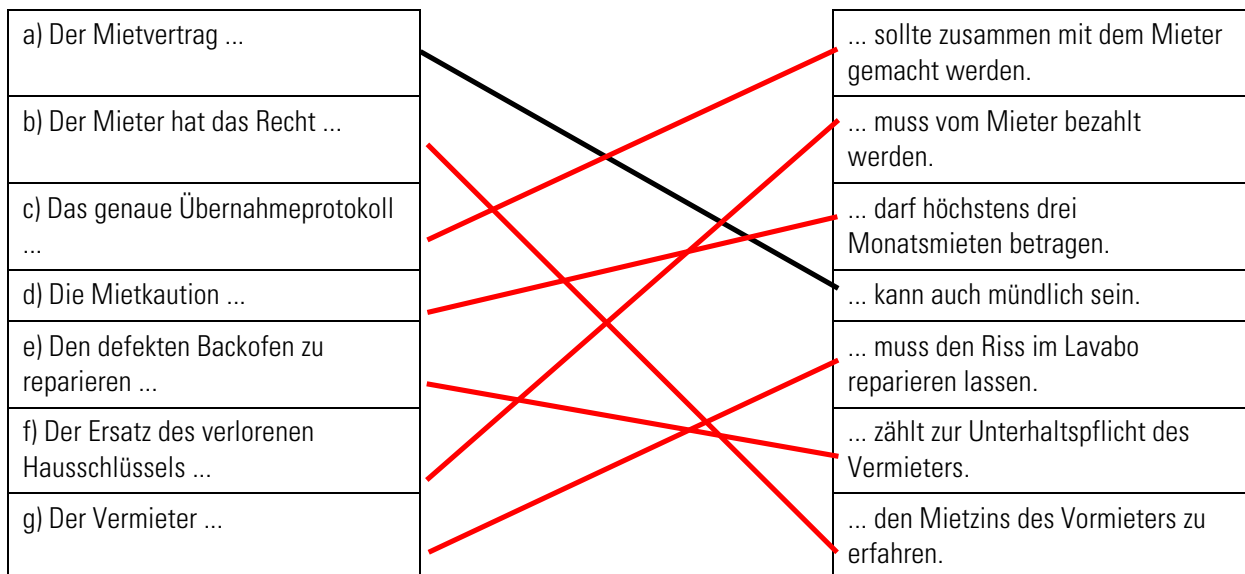 a) Der Mietvertrag ...
b) Der Mieter hat das Recht ...
c) Das genaue Übernahmeprotokoll
...
d) Die Mietkaution ...
e) Den defekten Backofen zu
reparieren ...
f) Der Ersatz des verlorenen
Hausschlüssels ...
g) Der Vermieter ...
... sollte zusammen mit dem Mieter
gemacht werden.
... muss vom Mieter bezahlt
werden.
... darf höchstens drei
Monatsmieten betragen.
... kann auch mündlich sein.
... muss den Riss im Lavabo
reparieren lassen.
... zählt zur Unterhaltspflicht des
Vermieters.
... den Mietzins des Vormieters zu
erfahren.